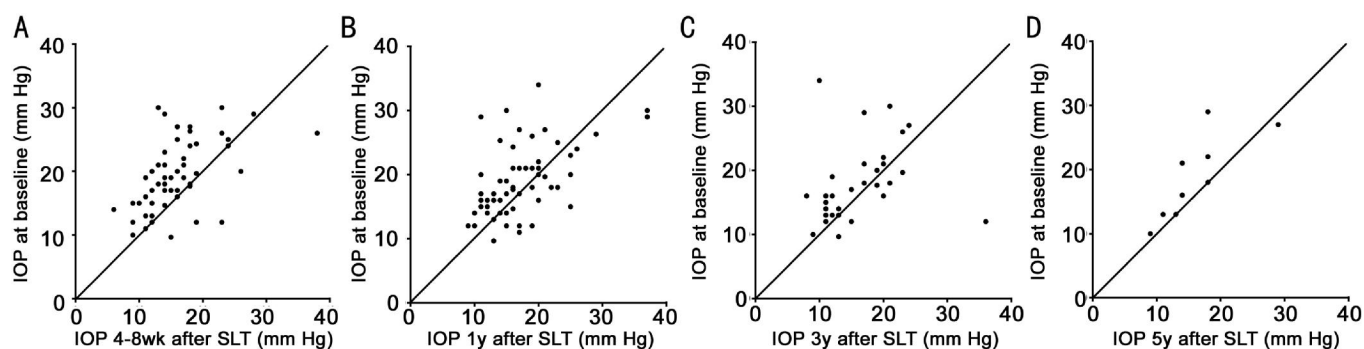 A
IOP at baseline (mm Hg)
40
30
20
10
0
0 10 20 30 40
IOP 4-8wk after SLT (mm Hg)
B
IOP at baseline (mm Hg)
40
30
20
10
0
0 10 20 30 40
IOP 1y after SLT (mm Hg)
C
IOP at baseline (mm Hg)
40
30
20
10
0
0 10 20 30 40
IOP 3y after SLT (mm Hg)
D
IOP at baseline (mm Hg)
40
30
20
10
0
0 10 20 30 40
IOP 5y after SLT (mm Hg)